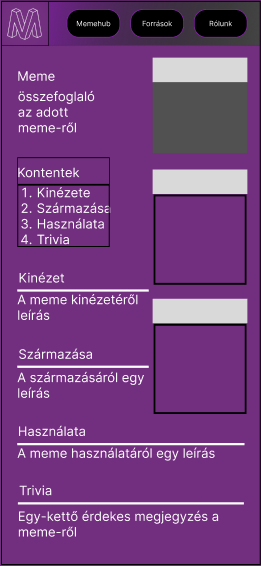 M
Memehub
Források
Rólunk
Meme
összefoglaló
az adott
meme-ről
Kontentek
1. Kinézete
2. Származása
3. Használata
4. Trivia
Kinézet
A meme kinézetéről
leírás
Származása
A származásáról egy
leírás
Használata
A meme használatáról egy leírás
Trivia
Egy-kettő érdekes megjegyzés a
meme-ről